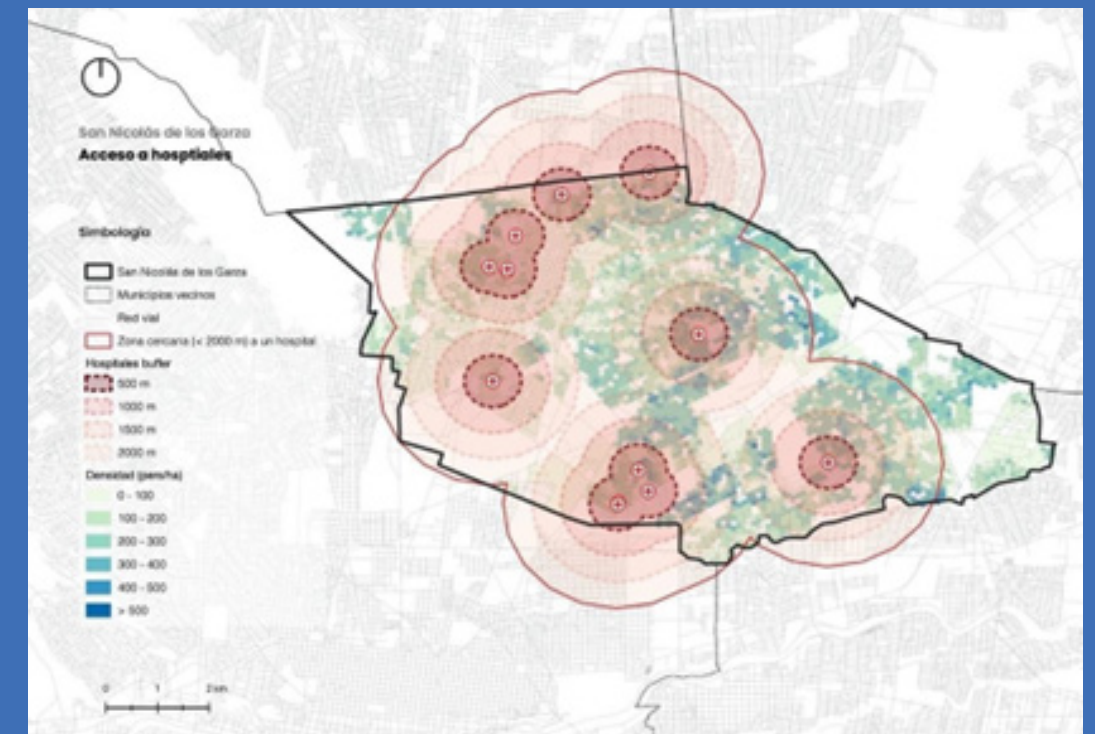 San Nicolás de los Garza
Acceso a hosptiales
Simbología
San Nicolás de los Garza
Municipios vecinos
Red vial
Zona cercana (< 2000 m) a un hospital
Hospitales buffer
500 m
1000 m
1500 m
2000 m
Densidad (pers/ha)
0 - 100
100 - 200
200 - 300
300 - 400
400 - 500
> 500
0 1 2 km